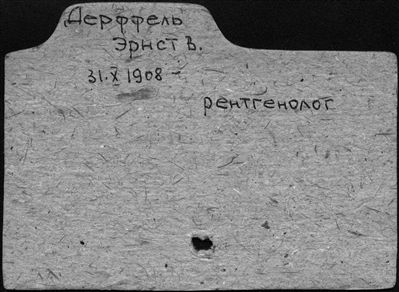 Дерффель
Эрнст В.
31.X 1908 –
рентгенолог